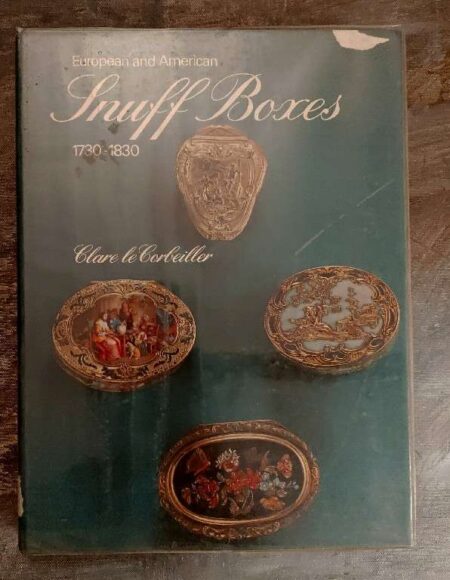 European and American
Snuff Boxes
1730-1830
Clare le Corbeiller